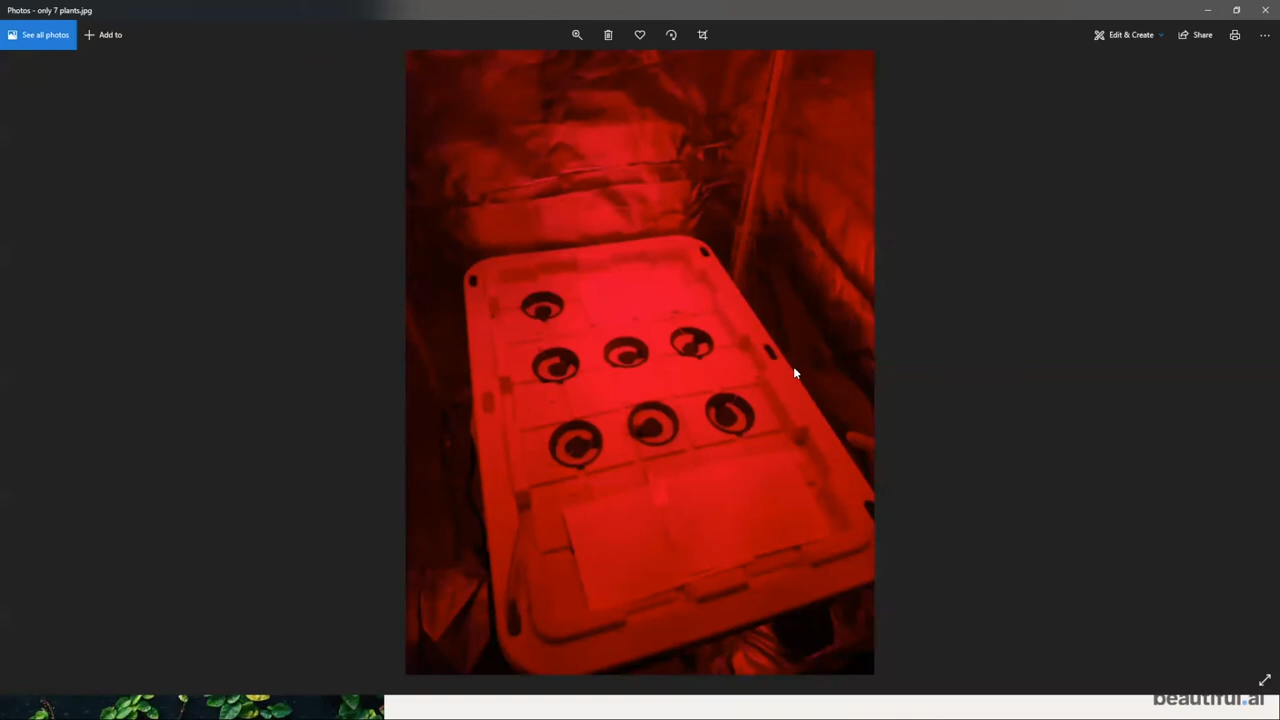 Photos - only 7 plants.jpg
See all photos
Add to
Edit & Create
Share
beautiful.ai